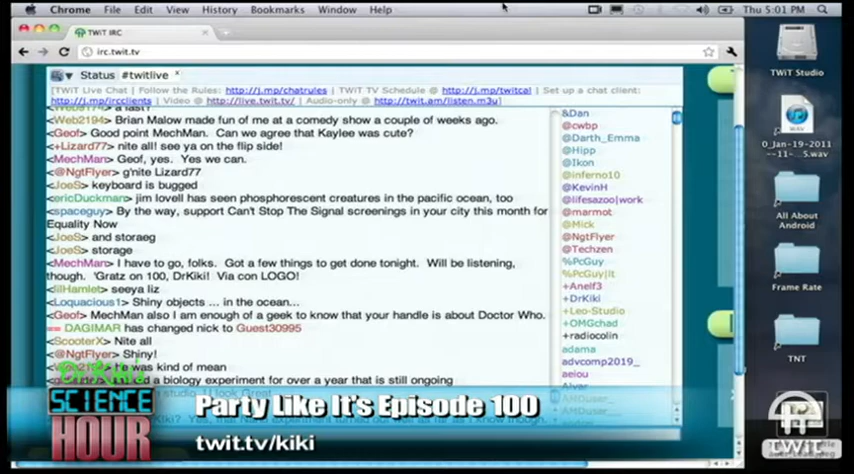 Chrome File Edit View History Bookmarks Window Help Thu 5:01 PM
TWiT IRC
irc.twit.tv
Status #twitlive
[TWiT Live Chat | Follow the Rules: http://j.mp/chatrules | TWiT TV Schedule @ http://j.mp/twitcal | Set up a chat client:
http://j.mp/ircclients | Video @ http://live.twit.tv/ | Audio-only @ http://twit.am/listen.m3u]
<Web2194> Brian Malow made fun of me at a comedy show a couple of weeks ago.
<Geof> Good point MechMan. Can we agree that Kaylee was cute?
<+Lizard77> nite all! see ya on the flip side!
<MechMan> Geof, yes. Yes we can.
<@NgtFlyer> g'nite Lizard77
<JoeS> keyboard is bugged
<ericDuckman> jim lovell has seen phosphorescent creatures in the pacific ocean, too
<spaceguy> By the way, support Can't Stop The Signal screenings in your city this month for
Equality Now
<JoeS> and storaeg
<JoeS> storage
<MechMan> I have to go, folks. Got a few things to get done tonight. Will be listening,
though. 'Gratz on 100, DrKiki! Via con LOGO!
<lilHamlet> seeya liz
<Loquacious1> Shiny objects ... in the ocean...
<Geof> MechMan also I am enough of a geek to know that your handle is about Doctor Who.
== DAGIMAR has changed nick to Guest30995
<ScooterX> Nite all
<@NgtFlyer> Shiny!
was kind of mean
a biology experiment for over a year that is still ongoing
&Dan
@cwbp
@Darth_Emma
@Hipp
@Ikon
@inferno10
@KevinH
@lifesazoo|work
@marmot
@Mick
@NgtFlyer
@Techzen
%PcGuy
%PcGuy|lt
+Anelf3
+DrKiki
+Leo-Studio
+OMGchad
+radiocolin
adama
advcomp2019_
aeiou
Alvar
TWiT Studio
WAV
0_Jan-19-2011
--11-...5.wav
All About
Android
Frame Rate
TNT
Dr. Kiki's
SCIENCE
HOUR
Party Like It's Episode 100
twit.tv/kiki
TWiT